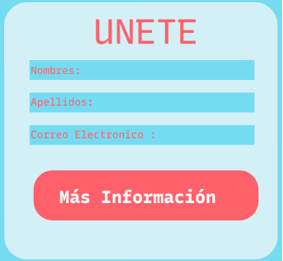 UNETE
Nombres:
Apellidos:
Correo Electronico :
Más Información